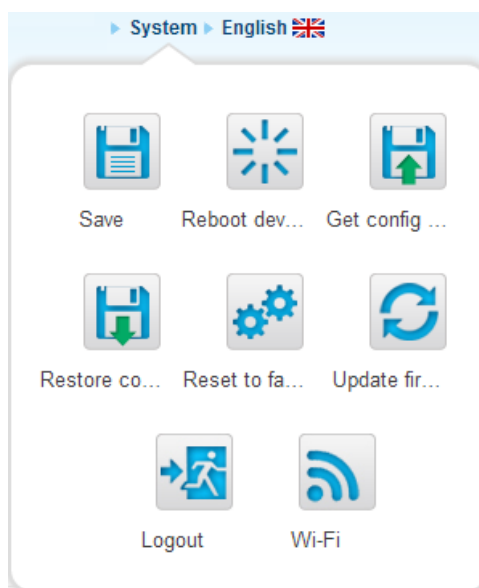 System English
Save Reboot dev... Get config ...
Restore co... Reset to fa... Update fir...
Logout Wi-Fi